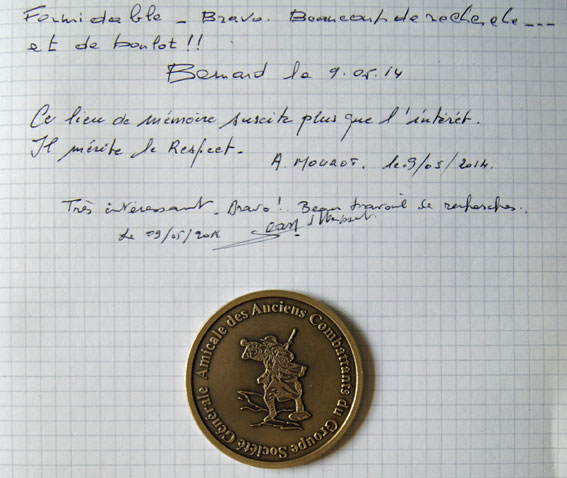 Formidable _ Bravo. Beaucoup de recherche ---
et de boulot !!
Bernard le 9.05.14
Ce lieu de mémoire suscite plus que l'intérêt.
Il mérite le Respect.
A. MOUROT. le 9/05/2014
Très intéressant. Bravo! Beau travail de recherches.
Le 09/05/2014
Amicale des Anciens Combattants du Groupe Société Générale